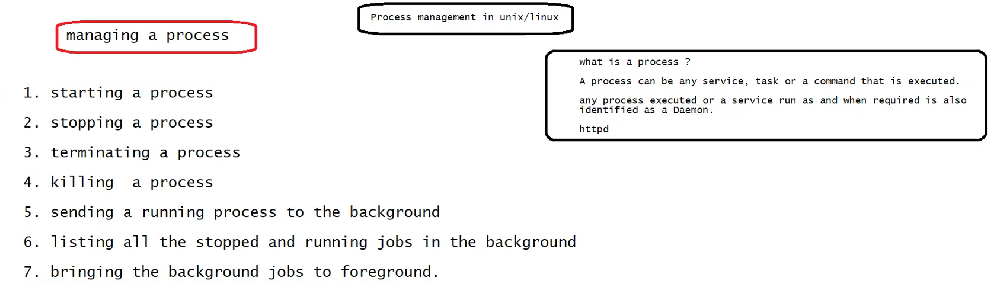 Process management in unix/linux
managing a process
what is a process ?
A process can be any service, task or a command that is executed.
any process executed or a service run as and when required is also
identified as a Daemon.
httpd
1. starting a process
2. stopping a process
3. terminating a process
4. killing  a process
5. sending a running process to the background
6. listing all the stopped and running jobs in the background
7. bringing the background jobs to foreground.